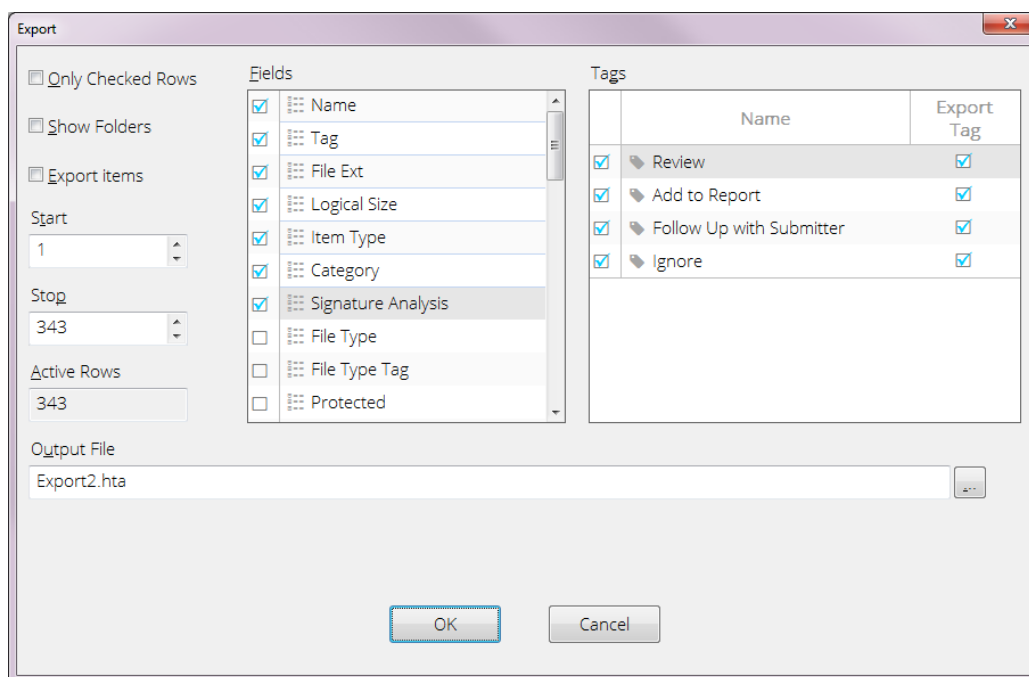 Export
Only Checked Rows
Show Folders
Export items
Start
1
Stop
343
Active Rows
343
Fields
Name
Tag
File Ext
Logical Size
Item Type
Category
Signature Analysis
File Type
File Type Tag
Protected
Tags
Name
Export
Tag
Review
Add to Report
Follow Up with Submitter
Ignore
Output File
Export2.hta
...
OK
Cancel